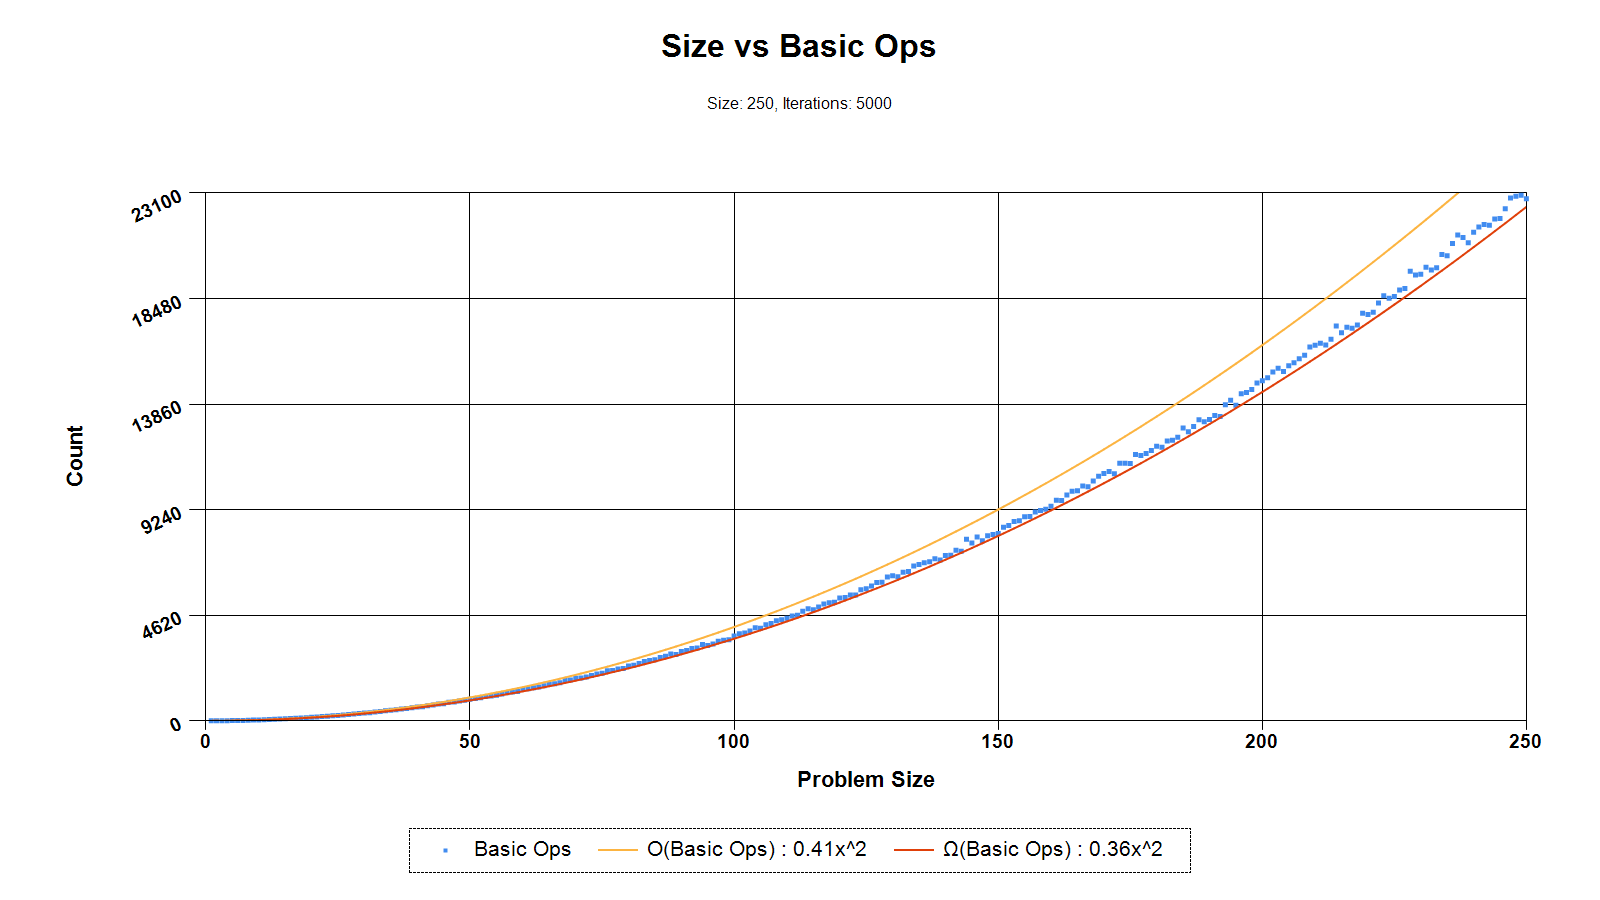 Size vs Basic Ops
Size: 250, Iterations: 5000
23100
18480
13860
9240
4620
0
Count
0 50 100 150 200 250
Problem Size
Basic Ops O(Basic Ops) : 0.41x^2 Ω(Basic Ops) : 0.36x^2